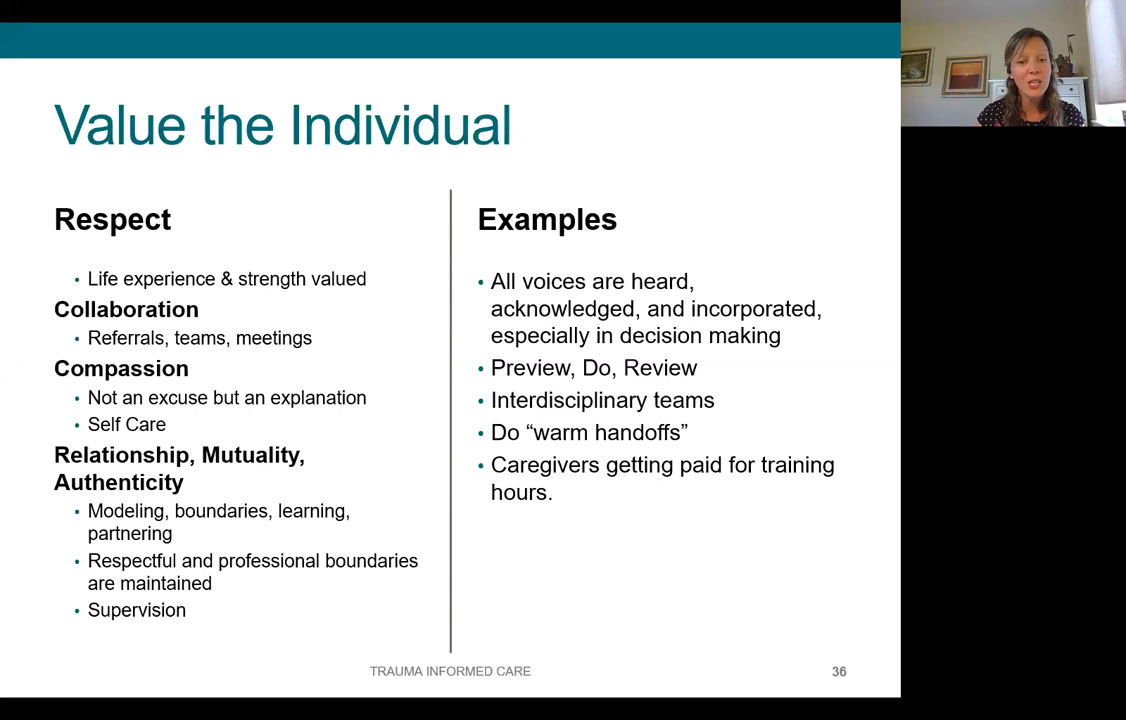 Value the Individual
Respect
• Life experience & strength valued
Collaboration
• Referrals, teams, meetings
Compassion
• Not an excuse but an explanation
• Self Care
Relationship, Mutuality,
Authenticity
• Modeling, boundaries, learning,
partnering
• Respectful and professional boundaries
are maintained
• Supervision
Examples
• All voices are heard,
acknowledged, and incorporated,
especially in decision making
• Preview, Do, Review
• Interdisciplinary teams
• Do “warm handoffs”
• Caregivers getting paid for training
hours.
TRAUMA INFORMED CARE
36